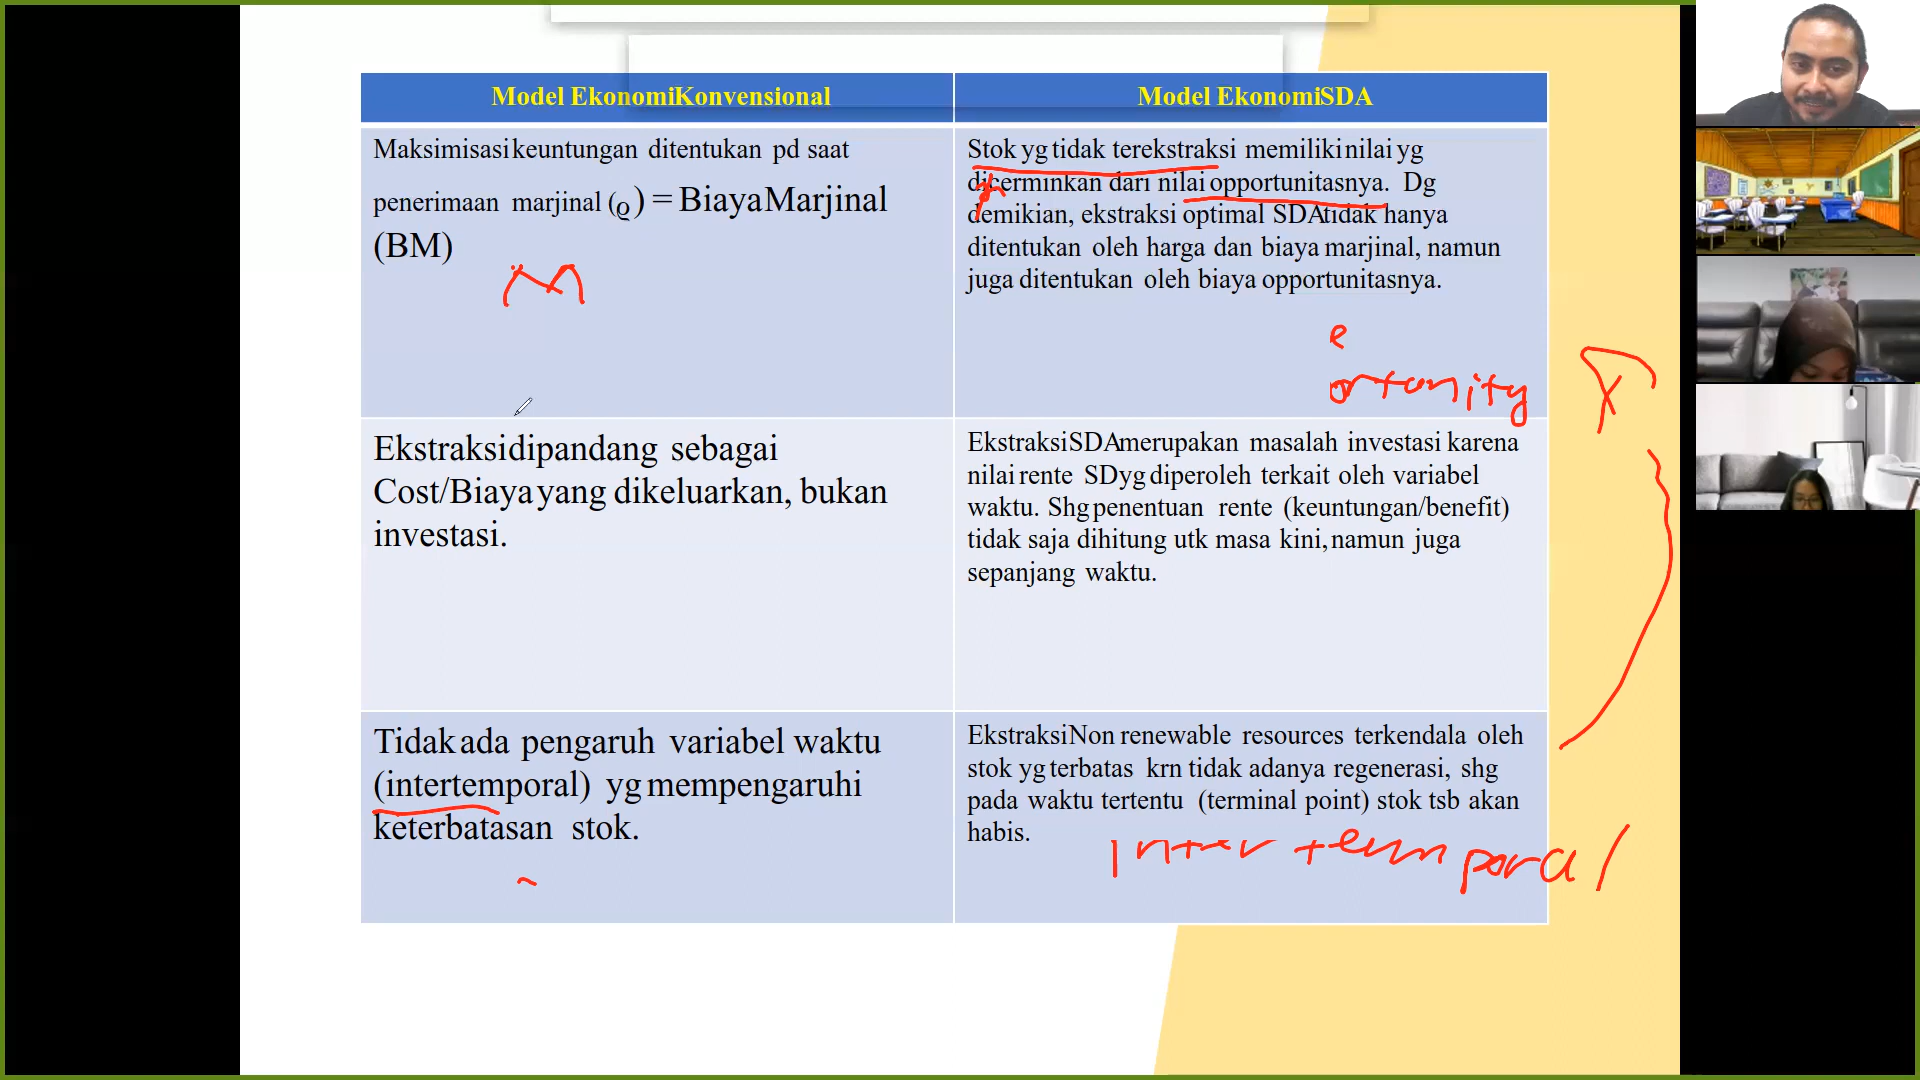 Model EkonomiKonvensional
Model EkonomiSDA
Maksimisasi keuntungan ditentukan pd saat
penerimaan marjinal (Q) = Biaya Marjinal
(BM)
Stok yg tidak terekstraksi memiliki nilai yg
dicerminkan dari nilai opportunitasnya. Dg
demikian, ekstraksi optimal SDA tidak hanya
ditentukan oleh harga dan biaya marjinal, namun
juga ditentukan oleh biaya opportunitasnya.
e
ortunity
Ekstraksi dipandang sebagai
Cost/Biaya yang dikeluarkan, bukan
investasi.
Ekstraksi SDA merupakan masalah investasi karena
nilai rente SD yg diperoleh terkait oleh variabel
waktu. Shg penentuan rente (keuntungan/benefit)
tidak saja dihitung utk masa kini, namun juga
sepanjang waktu.
Tidak ada pengaruh variabel waktu
(intertemporal) yg mempengaruhi
keterbatasan stok.
Ekstraksi Non renewable resources terkendala oleh
stok yg terbatas krn tidak adanya regenerasi, shg
pada waktu tertentu (terminal point) stok tsb akan
habis.
Inter temporal